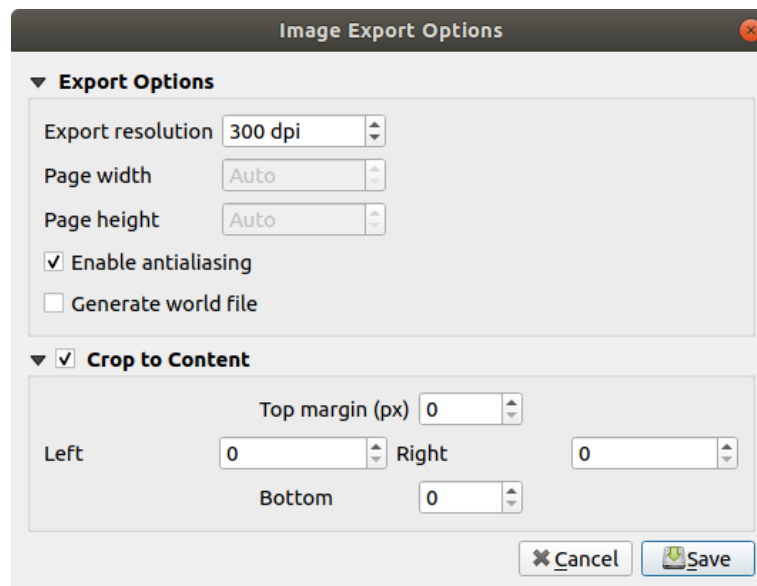 Image Export Options
Export Options
Export resolution 300 dpi
Page width Auto
Page height Auto
Enable antialiasing
Generate world file
Crop to Content
Top margin (px) 0
Left 0 Right 0
Bottom 0
Cancel Save